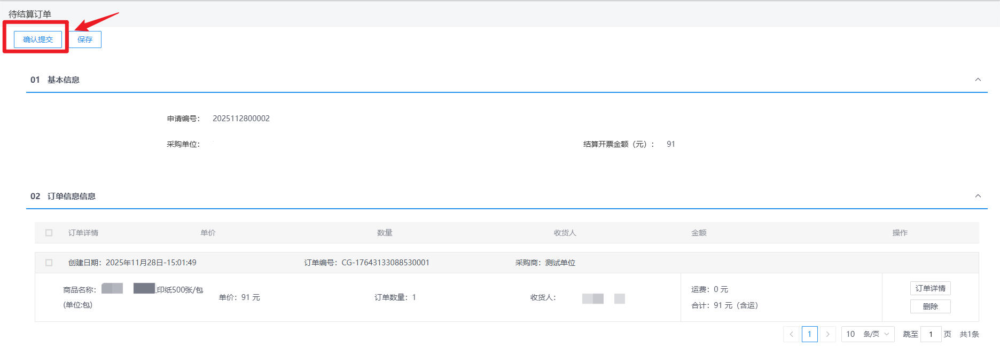 待结算订单
确认提交 保存
01 基本信息
申请编号： 2025112800002
采购单位： 结算开票金额（元）： 91
02 订单信息信息
订单详情 单价 数量 收货人 金额 操作
创建日期：2025年11月28日-15:01:49 订单编号：CG-17643133088530001 采购商：测试单位
商品名称： 印纸500张/包
(单位:包)
单价：91 元 订单数量：1 收货人：
运费：0 元
合计：91 元（含运）
订单详情
删除
1 10 条/页 跳至 1 页 共1条